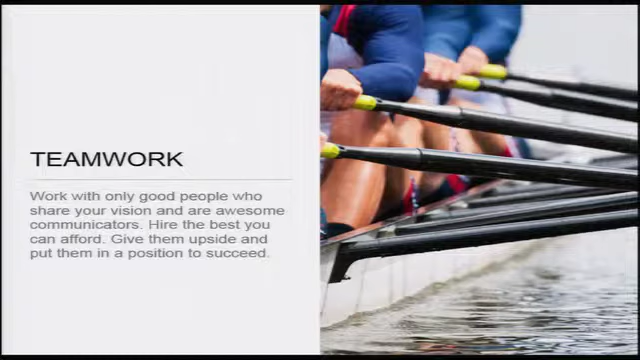 TEAMWORK
Work with only good people who
share your vision and are awesome
communicators. Hire the best you
can afford. Give them upside and
put them in a position to succeed.